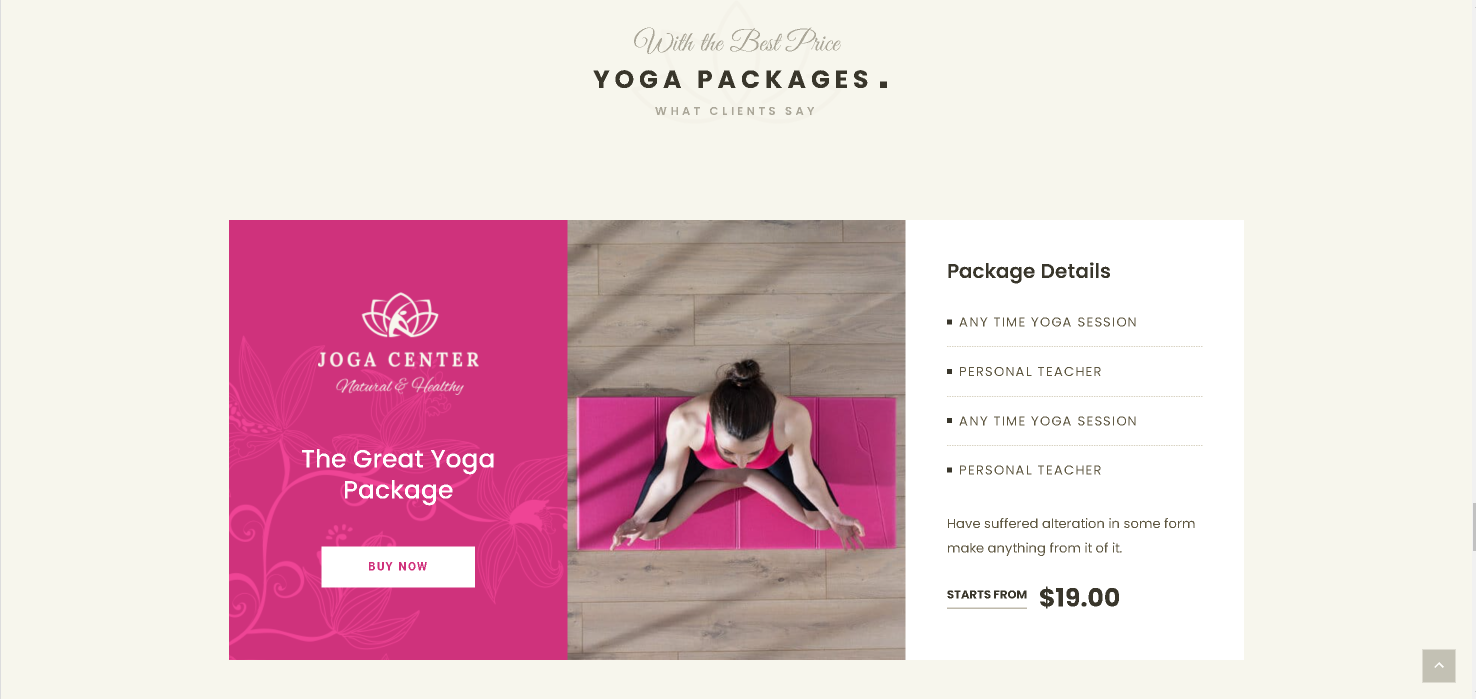 With the Best Price
YOGA PACKAGES.
WHAT CLIENTS SAY
JOGA CENTER
Natural & Healthy
The Great Yoga
Package
BUY NOW
Package Details
ANY TIME YOGA SESSION
PERSONAL TEACHER
ANY TIME YOGA SESSION
PERSONAL TEACHER
Have suffered alteration in some form
make anything from it of it.
STARTS FROM $19.00